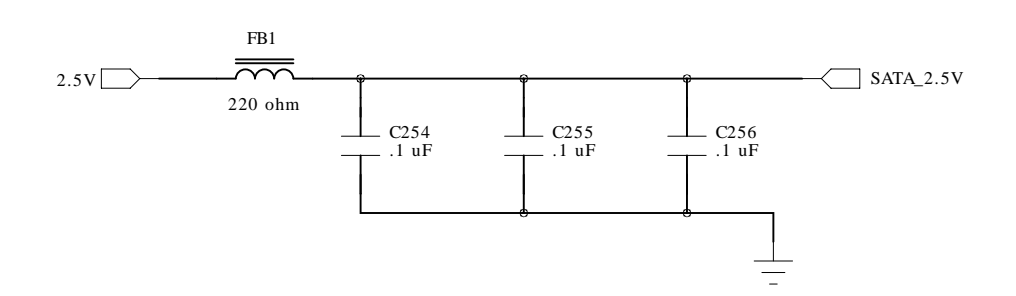 FB1
2.5V
SATA_2.5V
220 ohm
C254
.1 uF
C255
.1 uF
C256
.1 uF